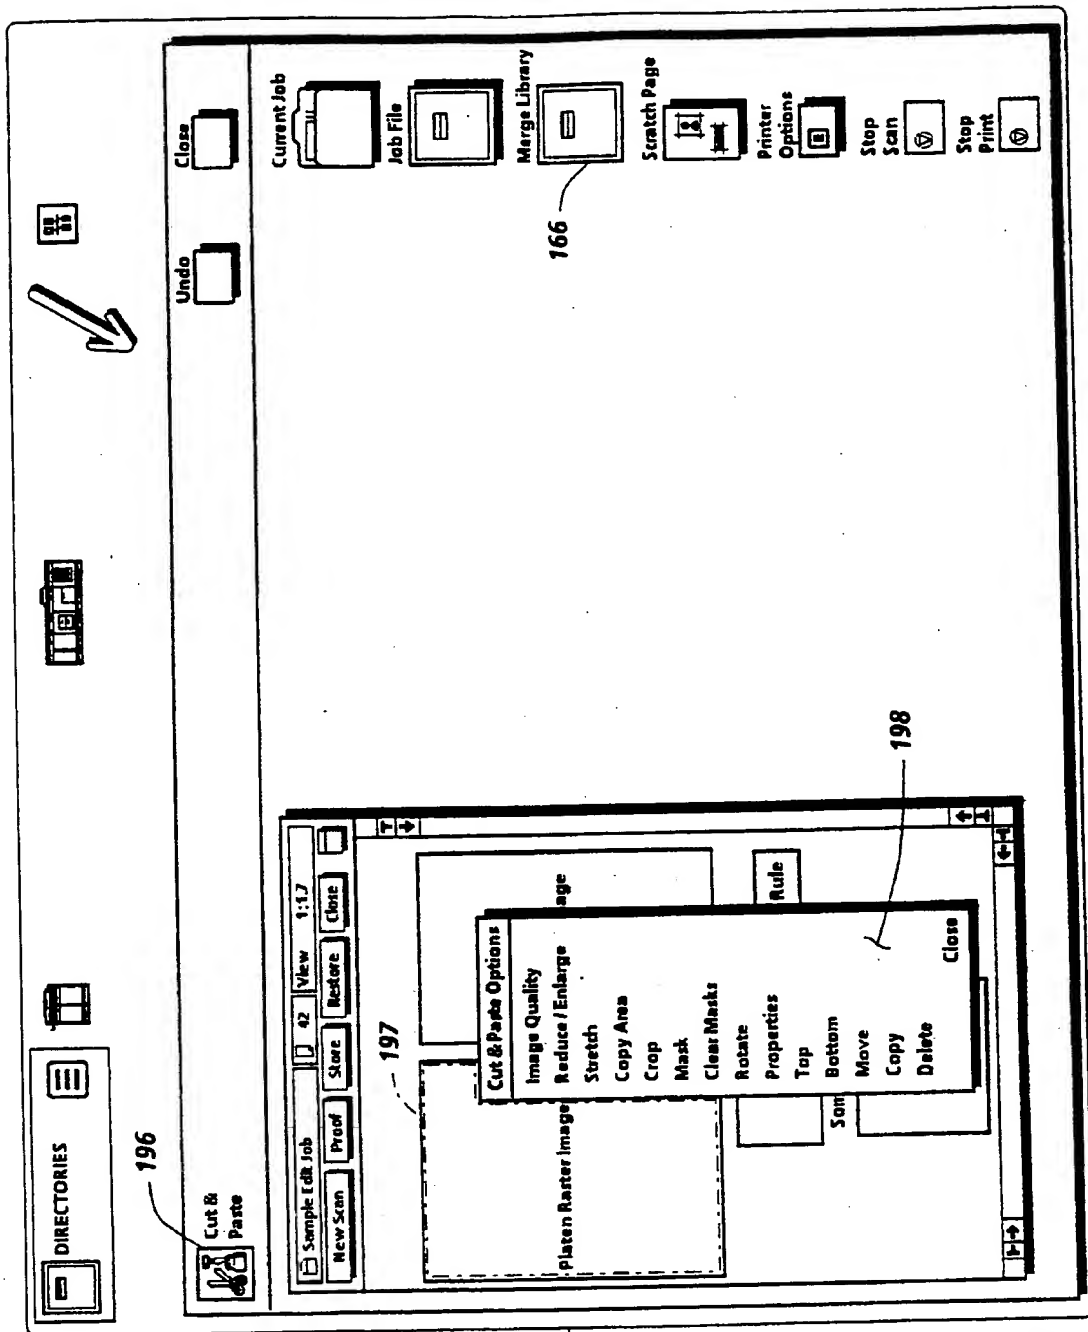 DIRECTORIES
196
Cut &
Paste
Undo
Close
Sample Edit Job
42
View
1:1.7
New Scan
Proof
Store
Restore
Close
197
Platen Raster Image
age
Rule
Som
Cut & Paste Options
Image Quality
Reduce / Enlarge
Stretch
Copy Area
Crop
Mask
Clear Masks
Rotate
Properties
Top
Bottom
Move
Copy
Delete
Close
198
Current Job
Job File
Merge Library
166
Scratch Page
Printer
Options
Stop
Scan
Stop
Print